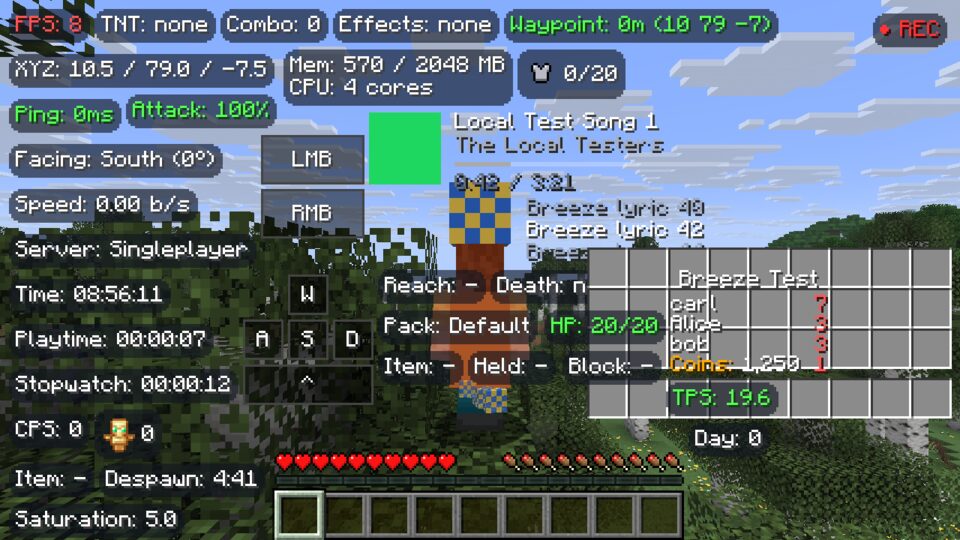 FPS: 8 TNT: none Combo: 0 Effects: none Waypoint: 0m (10 79 -7) REC
XYZ: 10.5 / 79.0 / -7.5
Mem: 570 / 2048 MB
CPU: 4 cores
0/20
Ping: 0ms
Attack: 100%
Local Test Song 1
The Local Testers
0:42 / 3:21
Facing: South (0°)
LMB
RMB
Breeze lyric 40
Breeze lyric 42
Breeze
Speed: 0.00 b/s
Server: Singleplayer
Time: 08:56:11
W
A S D
^
Reach: - Death: n
Pack: Default HP: 20/20
Item: - Held: - Block: -
Breeze Test
carl 7
Alice 3
bob 3
Coins: 1,250 1
TPS: 19.6
Day: 0
Playtime: 00:00:07
Stopwatch: 00:00:12
CPS: 0 0
Item: - Despawn: 4:41
Saturation: 5.0